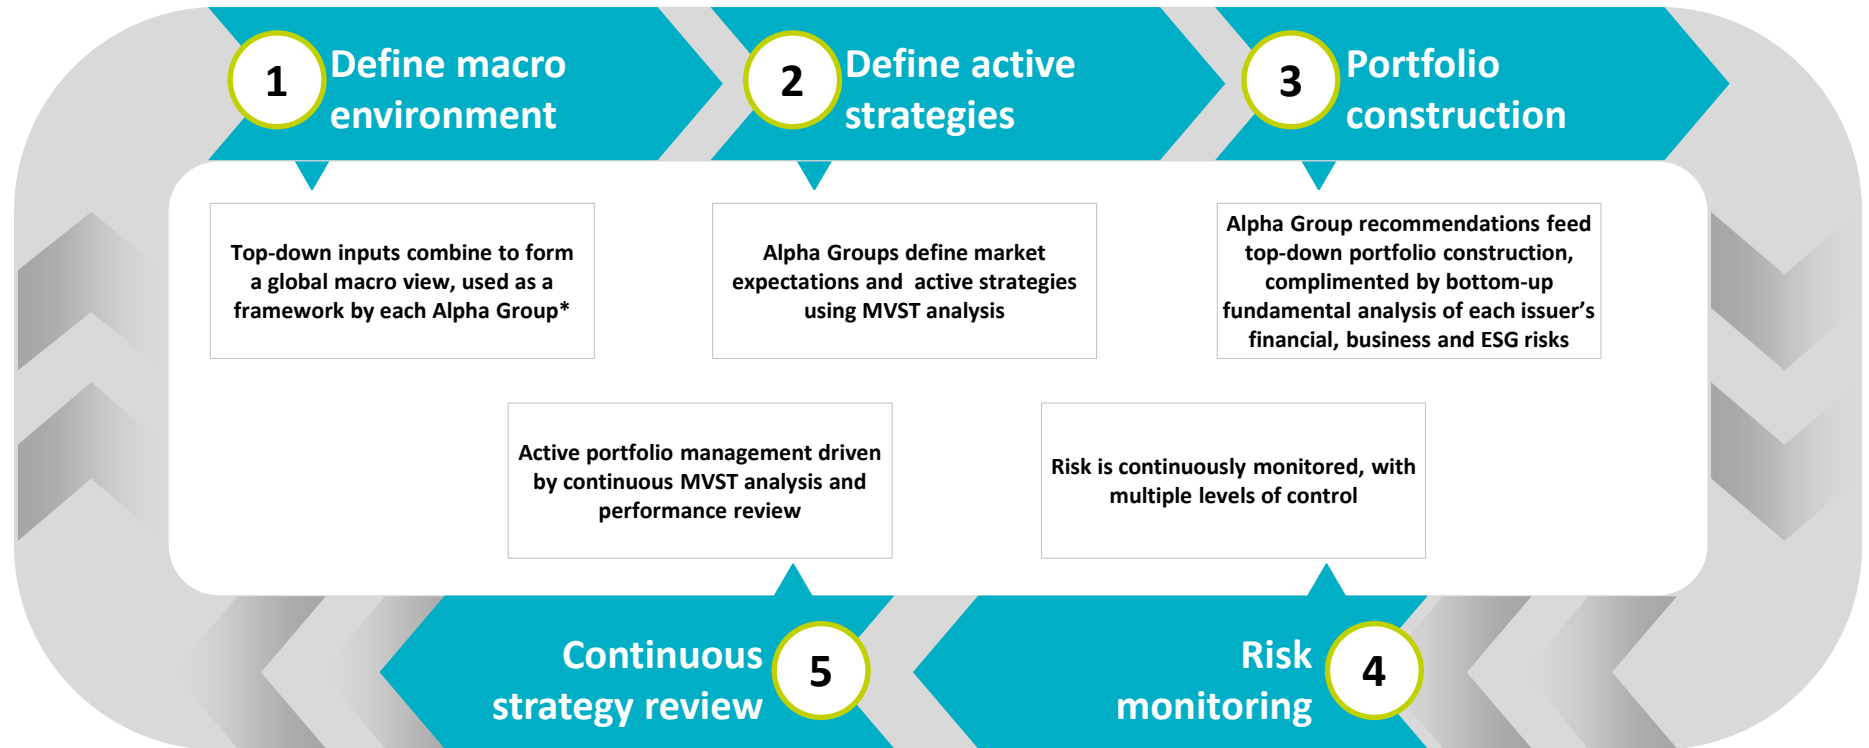 1
Define macro
environment
2
Define active
strategies
3
Portfolio
construction
Top-down inputs combine to form
a global macro view, used as a
framework by each Alpha Group*
Alpha Groups define market
expectations and  active strategies
using MVST analysis
Alpha Group recommendations feed
top-down portfolio construction,
complimented by bottom-up
fundamental analysis of each issuer’s
financial, business and ESG risks
Active portfolio management driven
by continuous MVST analysis and
performance review
Risk is continuously monitored, with
multiple levels of control
Continuous
strategy review
5
Risk
monitoring
4